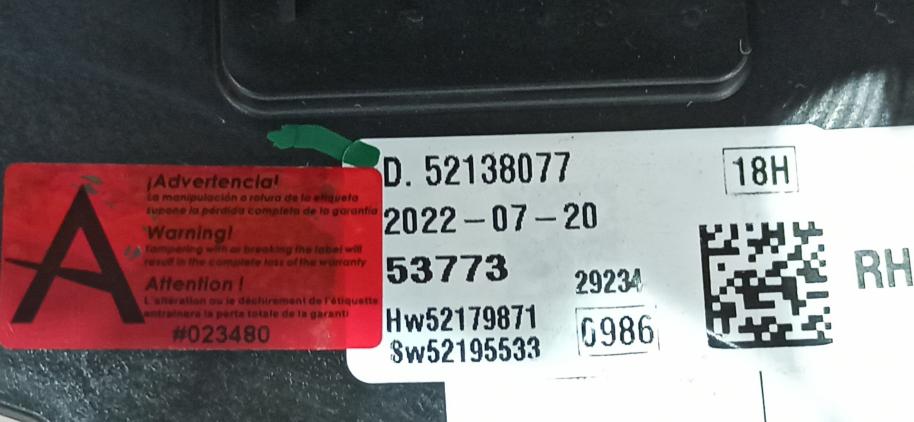 ¡Advertencia!
La manipulación o rotura de la etiqueta
supone la pérdida completa de la garantía
Warning!
Tampering with or breaking the label will
result in the complete loss of the warranty
Attention !
L'altération ou le déchirement de l'étiquette
entraînera la perte totale de la garanti
#023480
A
D. 52138077
18H
2022-07-20
53773
29234
RH
Hw52179871
0986
Sw52195533